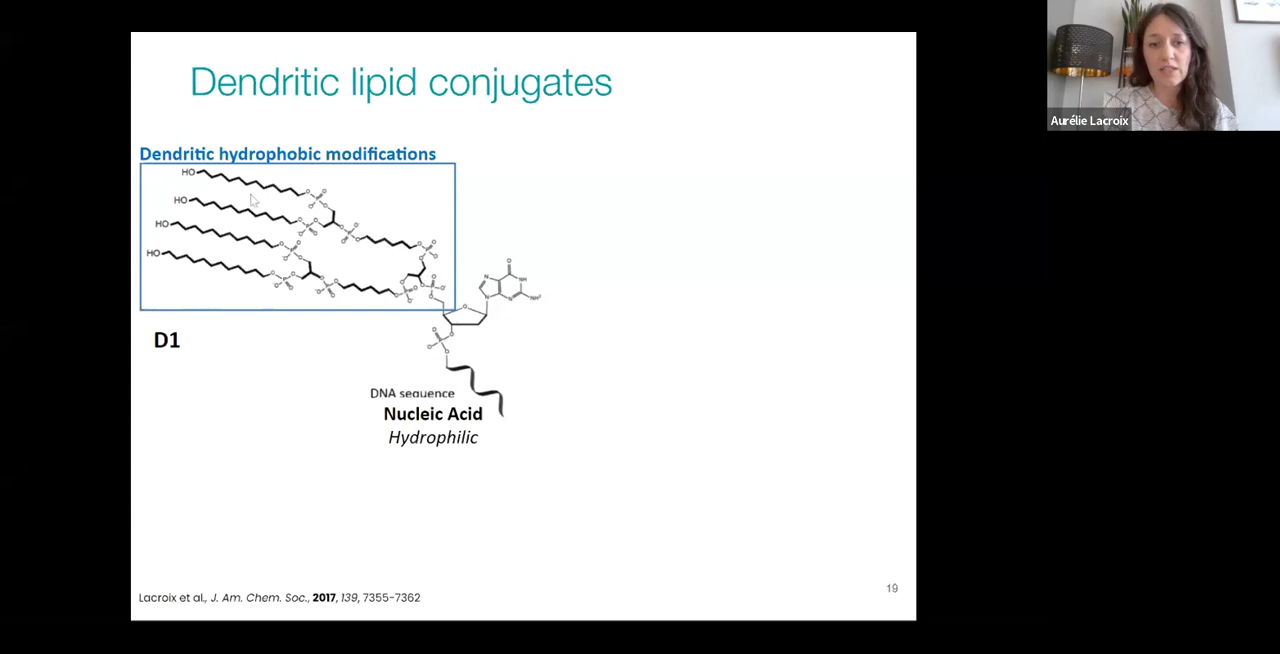 Dendritic lipid conjugates
Aurélie Lacroix
Dendritic hydrophobic modifications
HO
HO
HO
HO
D1
DNA sequence
Nucleic Acid
Hydrophilic
19
Lacroix et al., J. Am. Chem. Soc., 2017, 139, 7355-7362